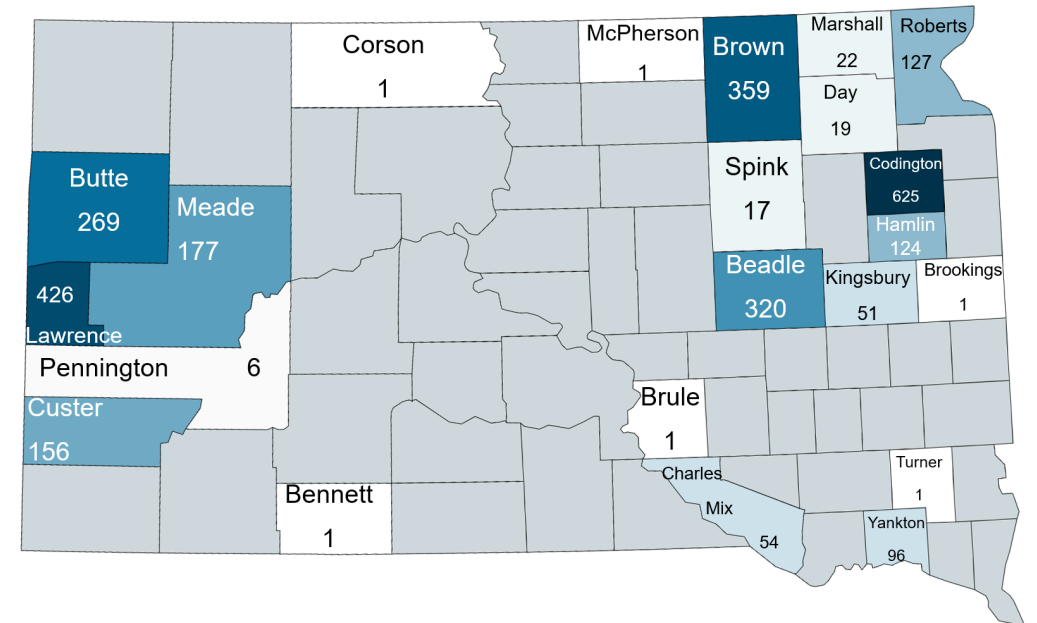 Corson
1
McPherson
1
Brown
359
Marshall
22
Roberts
127
Day
19
Butte
269
Meade
177
Spink
17
Codington
625
Hamlin
124
426
Lawrence
Beadle
320
Kingsbury
51
Brookings
1
Pennington 6
Custer
156
Brule
1
Bennett
1
Charles
Mix
54
Turner
1
Yankton
96